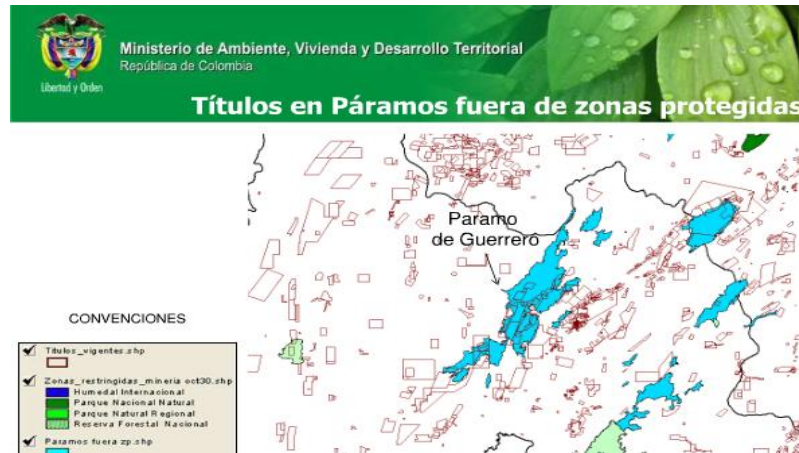 Libertad y Orden
Ministerio de Ambiente, Vivienda y Desarrollo Territorial
República de Colombia
Títulos en Páramos fuera de zonas protegidas
Paramo
de Guerrero
CONVENCIONES
Titulos_vigentes.shp
Zonas_restringidas_mineria oct30.shp
Humedal Internacional
Parque Nacional Natural
Parque Natural Regional
Reserva Forestal Nacional
Paramos fuera zp.shp